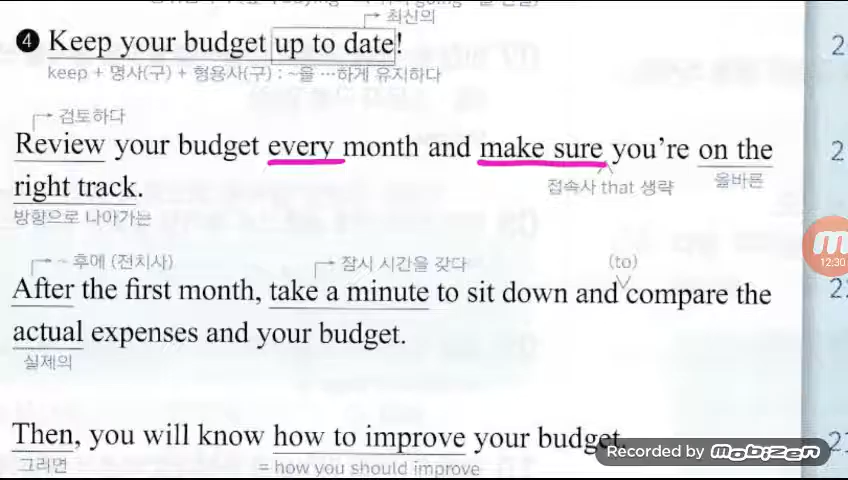 최신의
❹ Keep your budget up to date!
keep + 명사(구) + 형용사(구) : ~을 …하게 유지하다
검토하다
Review your budget every month and make sure you're on the
접속사 that 생략
올바른
right track.
방향으로 나아가는
~ 후에 (전치사)
잠시 시간을 갖다
(to)
After the first month, take a minute to sit down and compare the
actual expenses and your budget.
실제의
Then, you will know how to improve your budget.
그러면
= how you should improve
12:30
Recorded by Mobizen